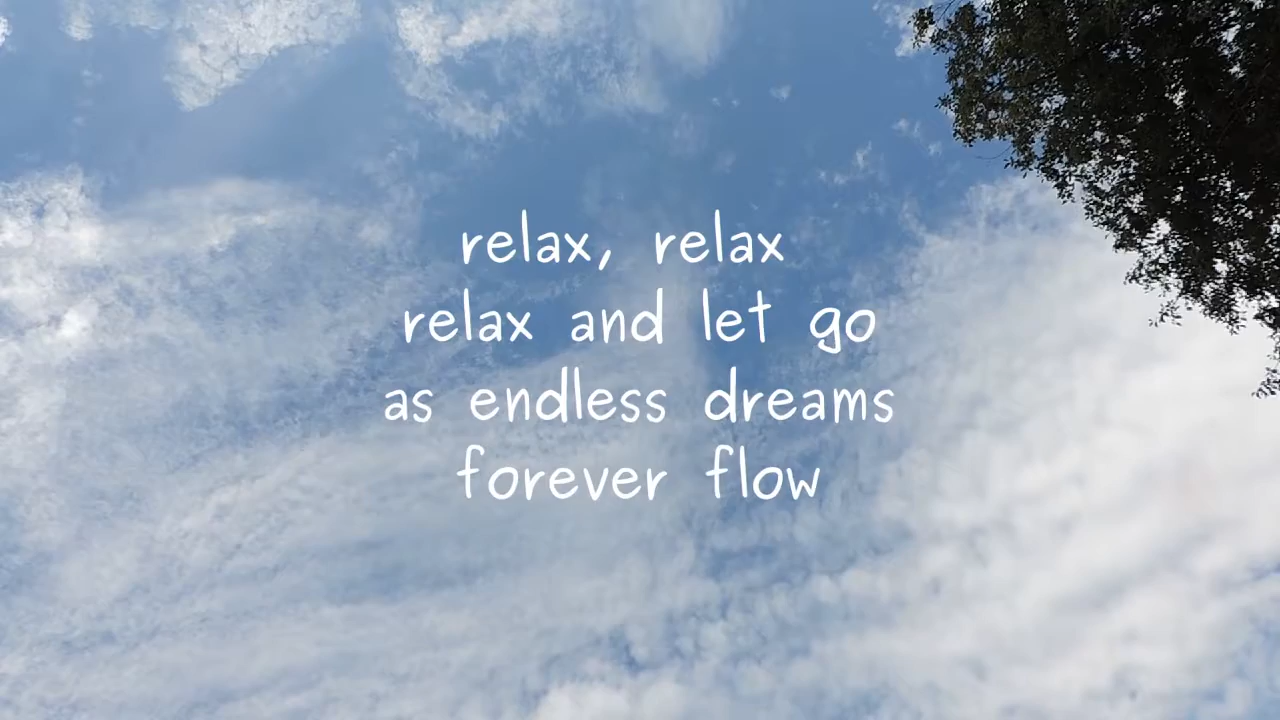 relax, relax
relax and let go
as endless dreams
forever flow